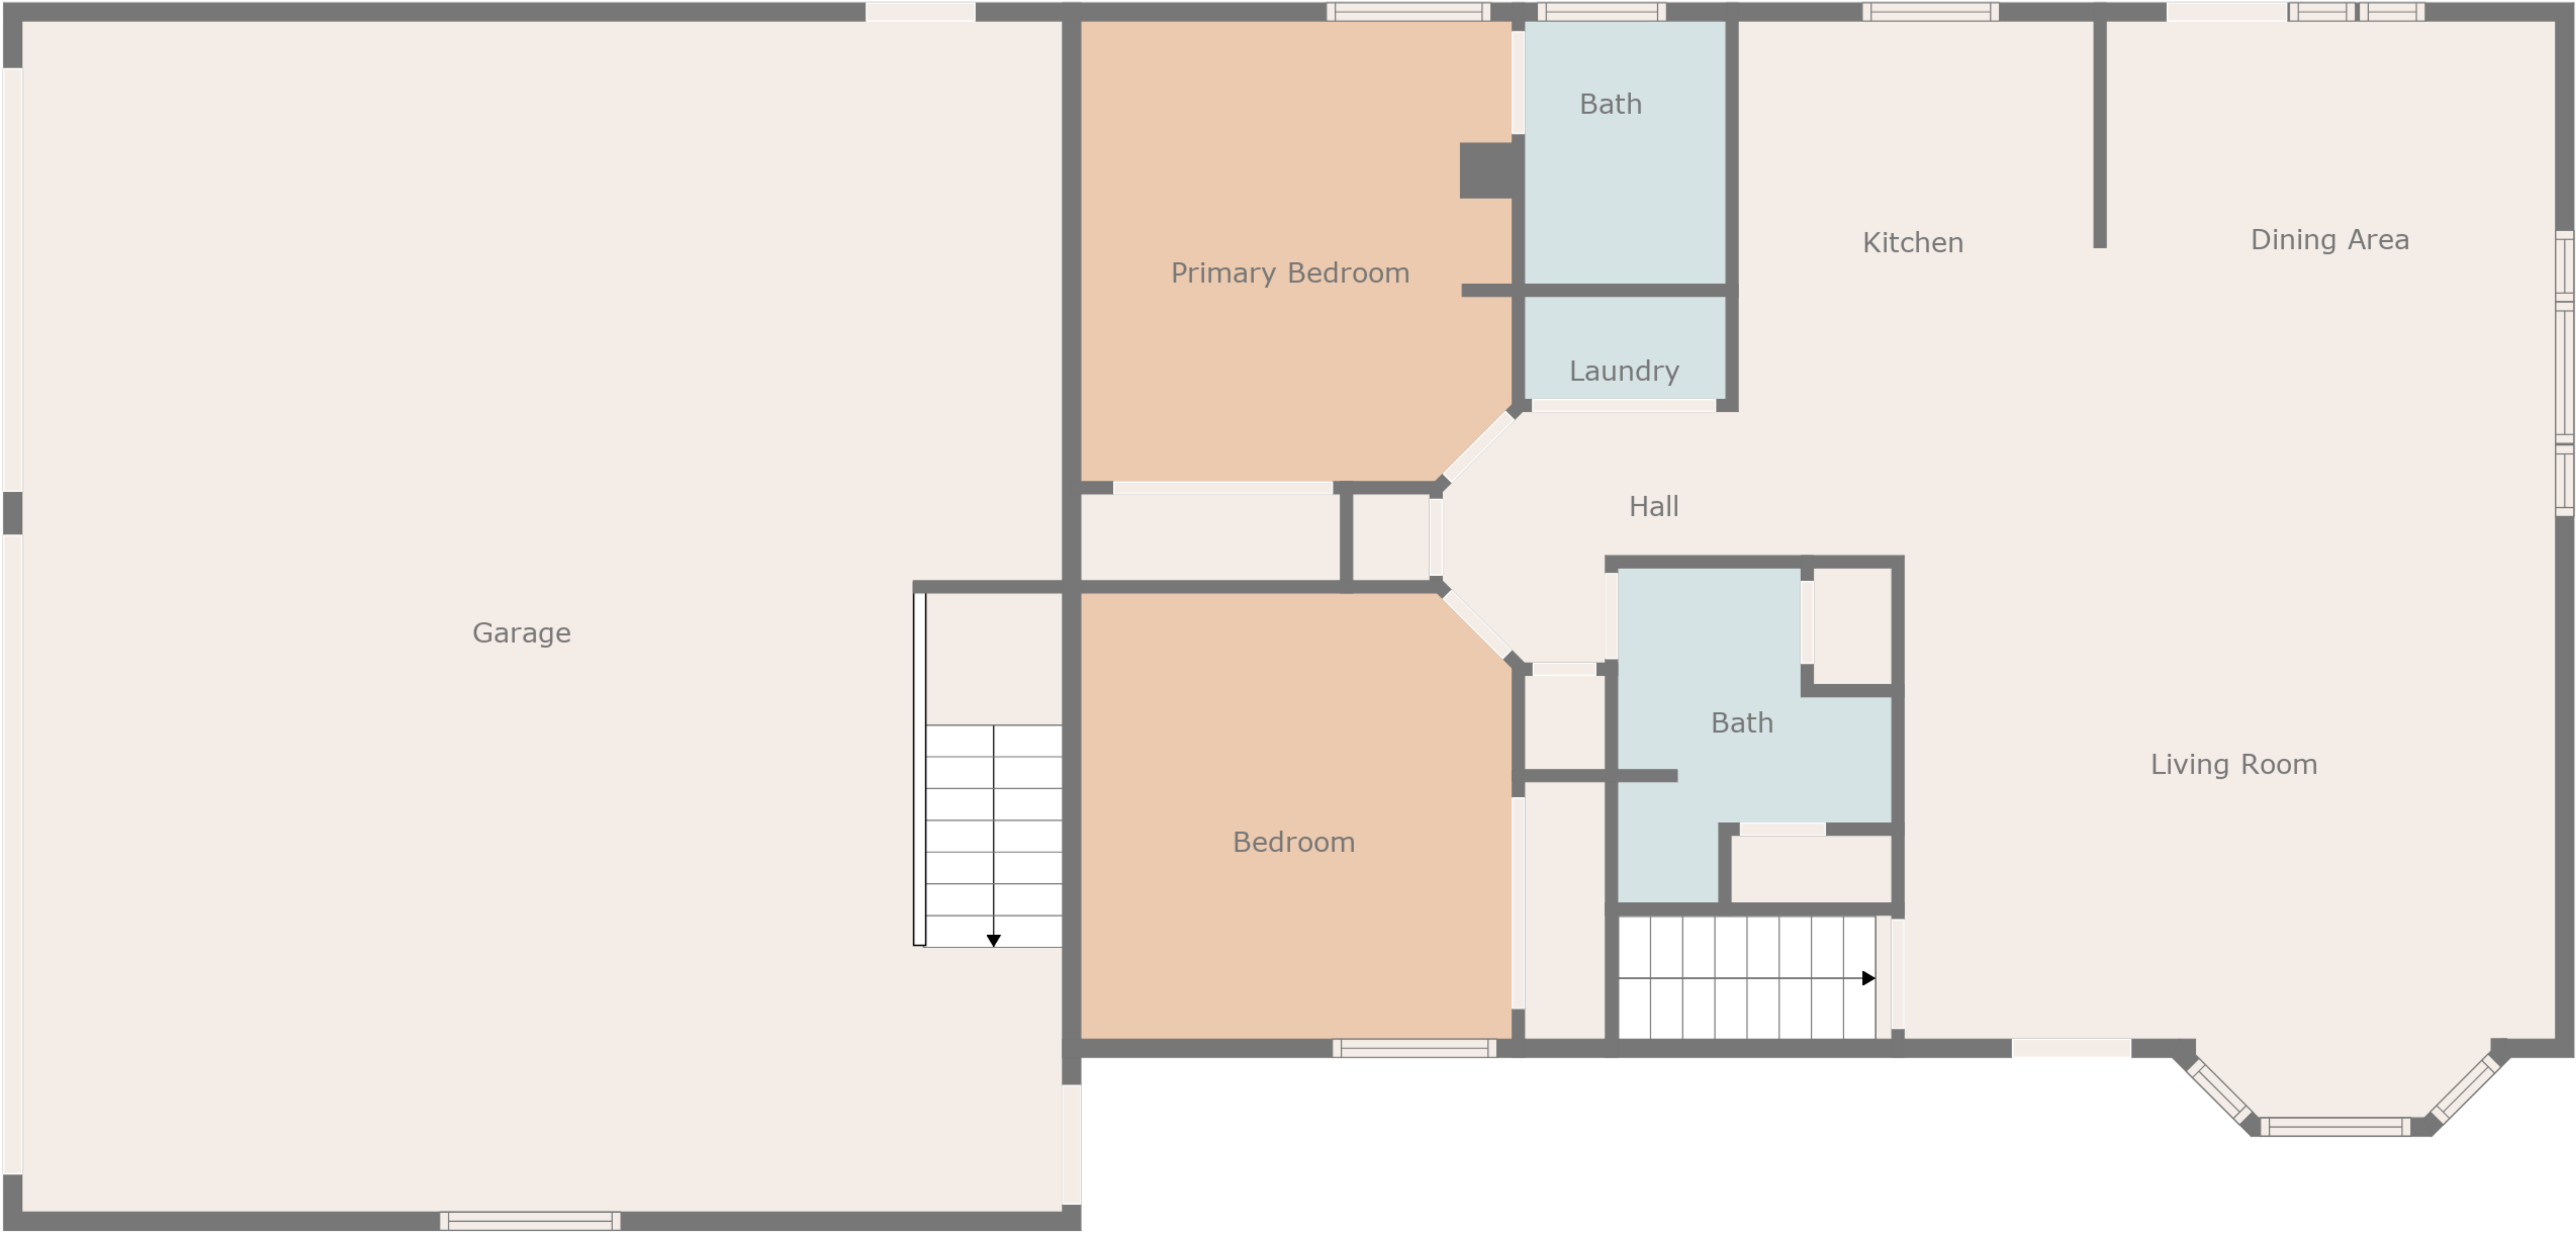 Bath
Kitchen
Dining Area
Primary Bedroom
Laundry
Hall
Garage
Bath
Living Room
Bedroom